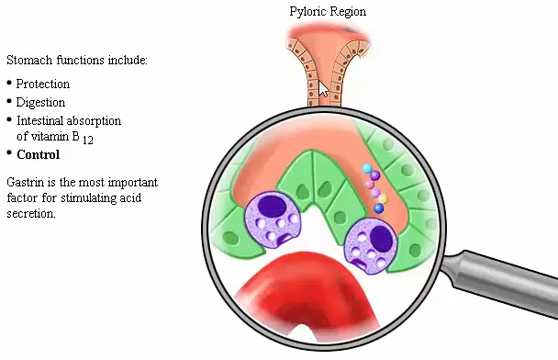 Pyloric Region
Stomach functions include:
• Protection
• Digestion
• Intestinal absorption
of vitamin B 12
• Control
Gastrin is the most important
factor for stimulating acid
secretion.